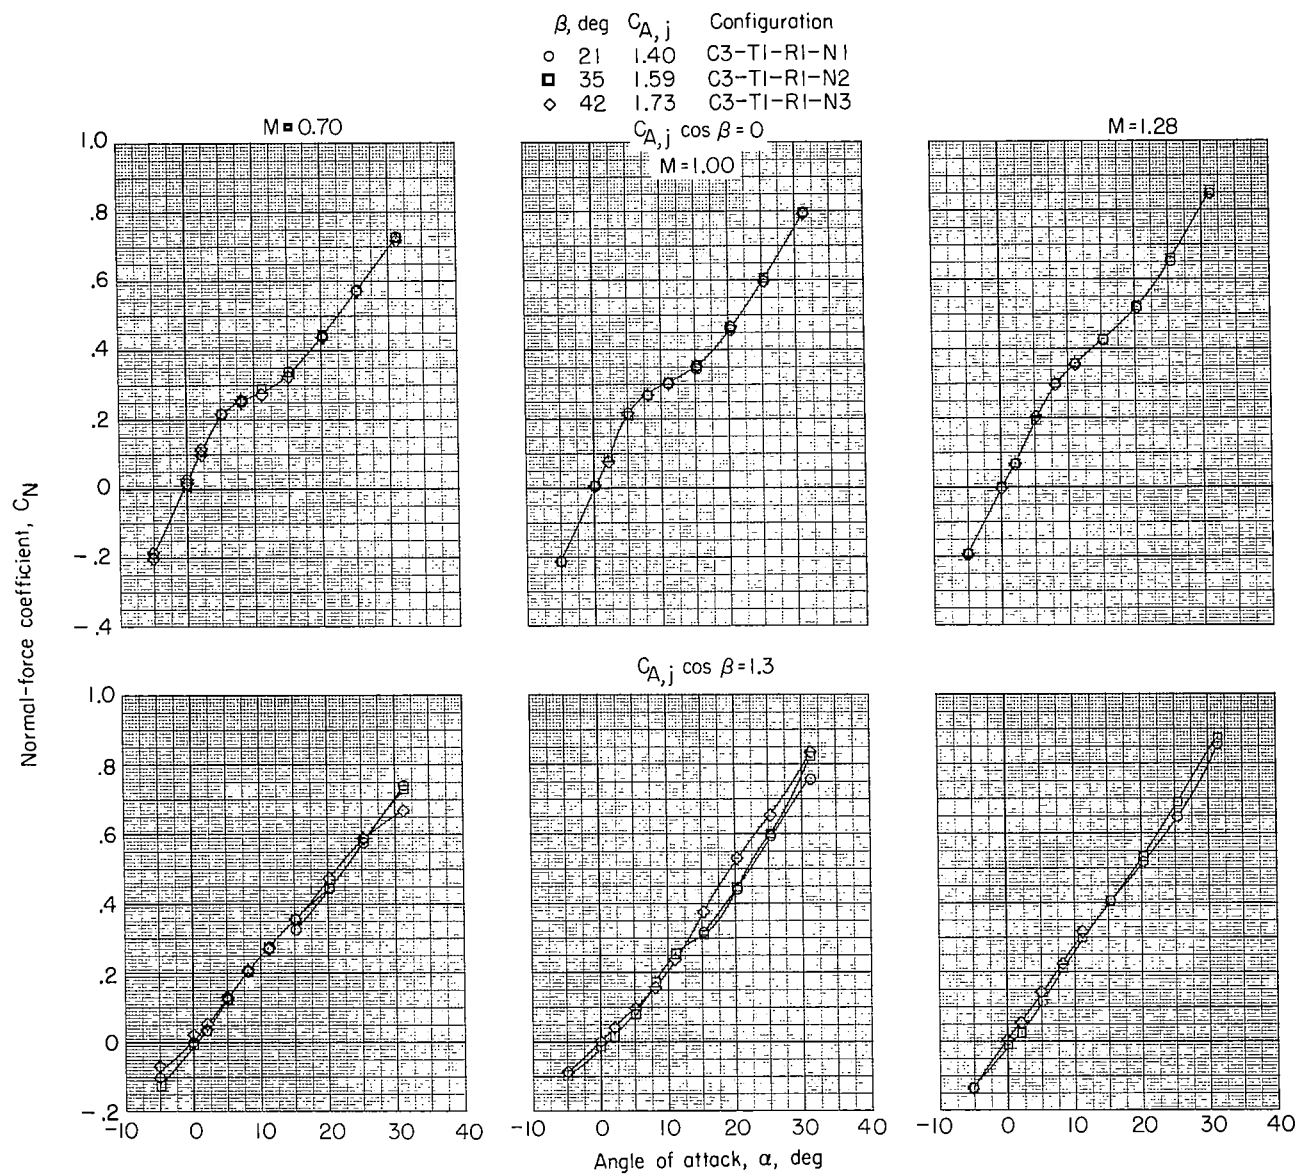 β, deg C_A,j Configuration
○ 21 1.40 C3-T1-R1-N1
□ 35 1.59 C3-T1-R1-N2
◇ 42 1.73 C3-T1-R1-N3
M = 0.70
C_A,j cos β = 0
M = 1.00
M = 1.28
1.0
.8
.6
.4
.2
0
-.2
-.4
Normal-force coefficient, C_N
C_A,j cos β = 1.3
1.0
.8
.6
.4
.2
0
-.2
-10 0 10 20 30 40
-10 0 10 20 30 40
-10 0 10 20 30 40
Angle of attack, α, deg